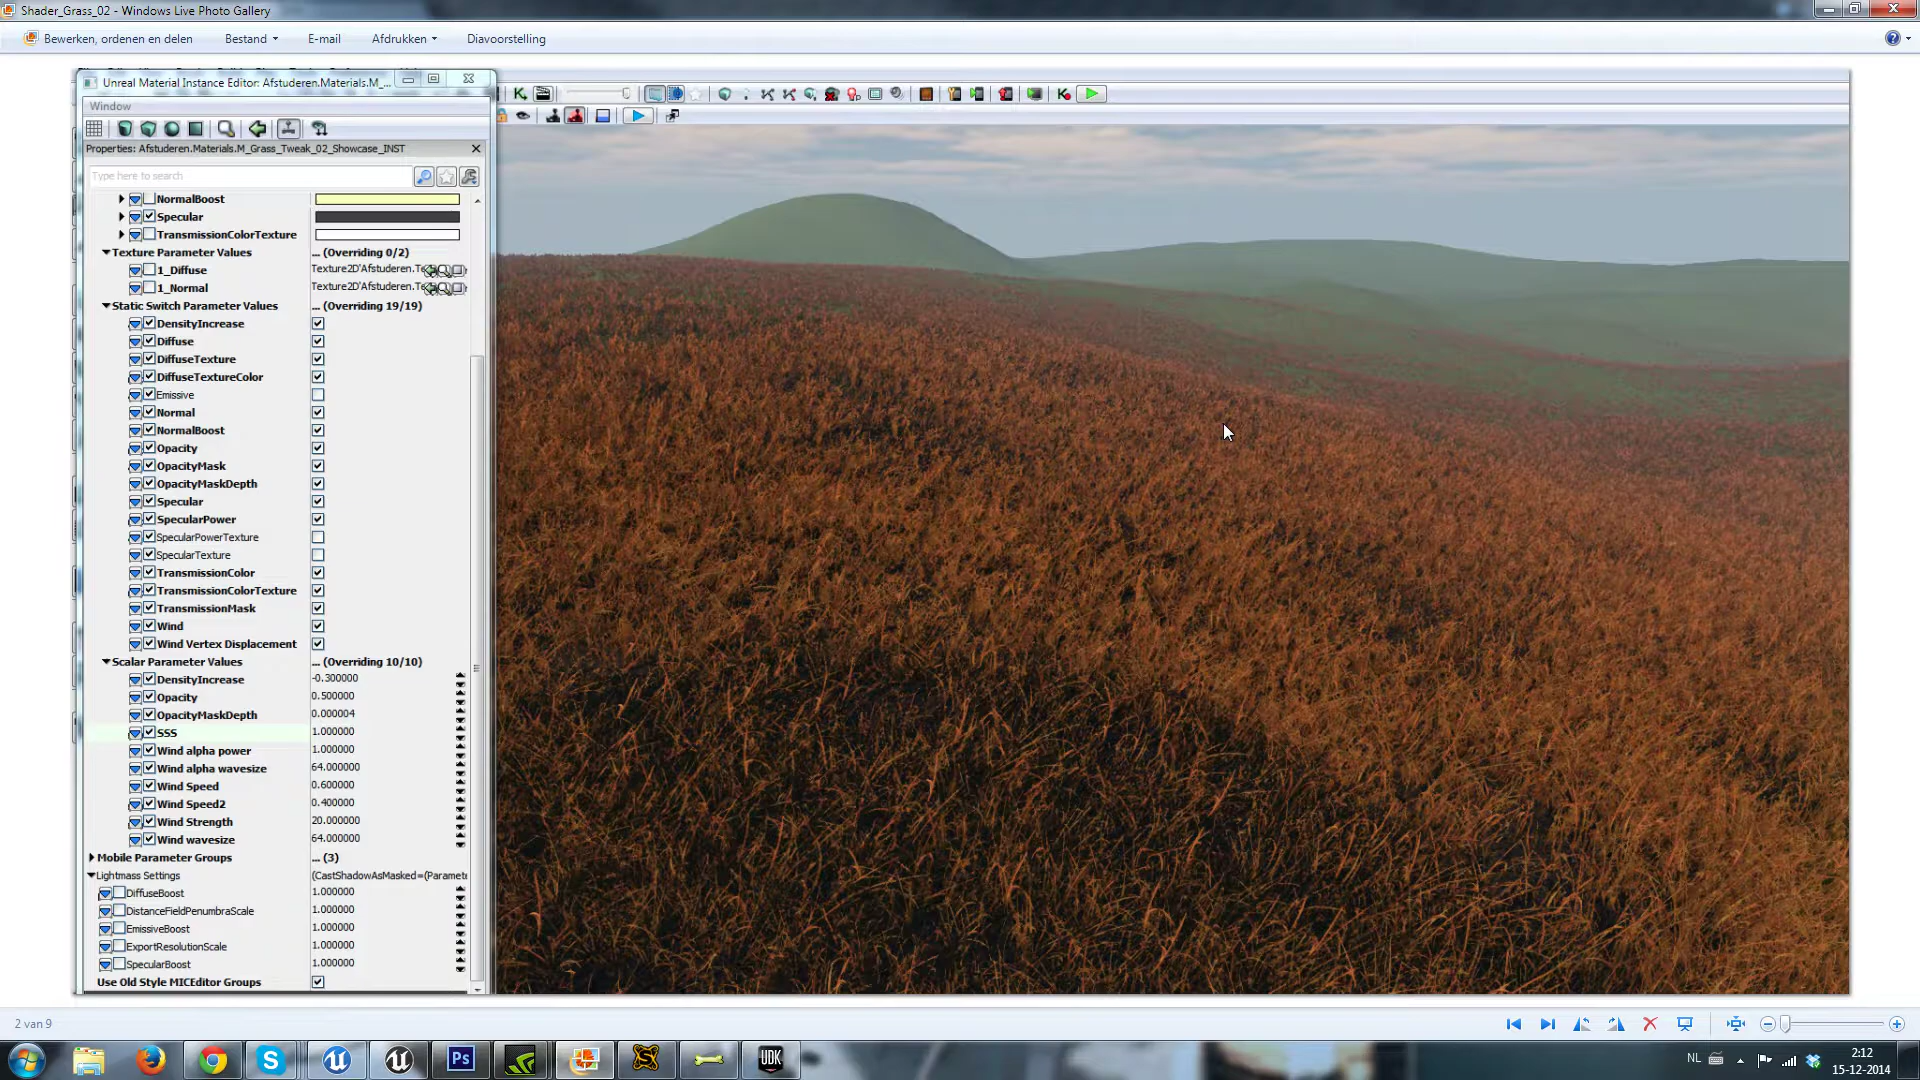 Shader_Grass_02 - Windows Live Photo Gallery
Bewerken, ordenen en delen
Bestand
E-mail
Afdrukken
Diavoorstelling
Unreal Material Instance Editor: Afstuderen.Materials.M_...
Window
Properties: Afstuderen.Materials.M_Grass_Tweak_02_Showcase_INST
Type here to search
NormalBoost
Specular
TransmissionColorTexture
Texture Parameter Values ... (Overriding 0/2)
1_Diffuse Texture2D'Afstuderen.Te
1_Normal Texture2D'Afstuderen.Te
Static Switch Parameter Values ... (Overriding 19/19)
DensityIncrease
Diffuse
DiffuseTexture
DiffuseTextureColor
Emissive
Normal
NormalBoost
Opacity
OpacityMask
OpacityMaskDepth
Specular
SpecularPower
SpecularPowerTexture
SpecularTexture
TransmissionColor
TransmissionColorTexture
TransmissionMask
Wind
Wind Vertex Displacement
Scalar Parameter Values ... (Overriding 10/10)
DensityIncrease -0.300000
Opacity 0.500000
OpacityMaskDepth 0.000004
SSS 1.000000
Wind alpha power 1.000000
Wind alpha wavesize 64.000000
Wind Speed 0.600000
Wind Speed2 0.400000
Wind Strength 20.000000
Wind wavesize 64.000000
Mobile Parameter Groups ... (3)
Lightmass Settings (CastShadowAsMasked=(Paramete
DiffuseBoost 1.000000
DistanceFieldPenumbraScale 1.000000
EmissiveBoost 1.000000
ExportResolutionScale 1.000000
SpecularBoost 1.000000
Use Old Style MICEditor Groups
2 van 9
Ps
UDK
NL
2:12
15-12-2014